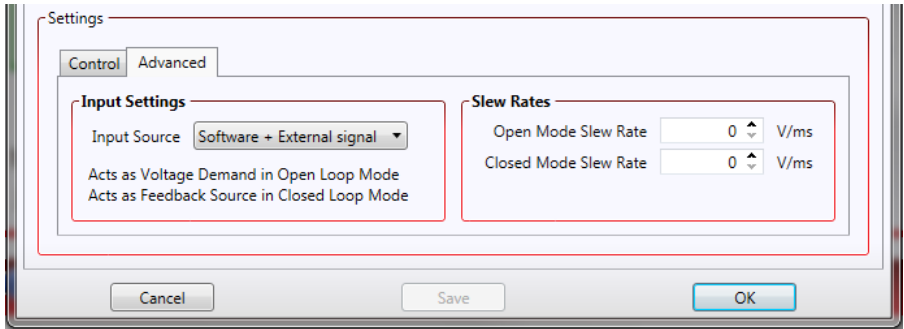 Settings
Control Advanced
Input Settings
Input Source Software + External signal
Acts as Voltage Demand in Open Loop Mode
Acts as Feedback Source in Closed Loop Mode
Slew Rates
Open Mode Slew Rate 0 V/ms
Closed Mode Slew Rate 0 V/ms
Cancel Save OK